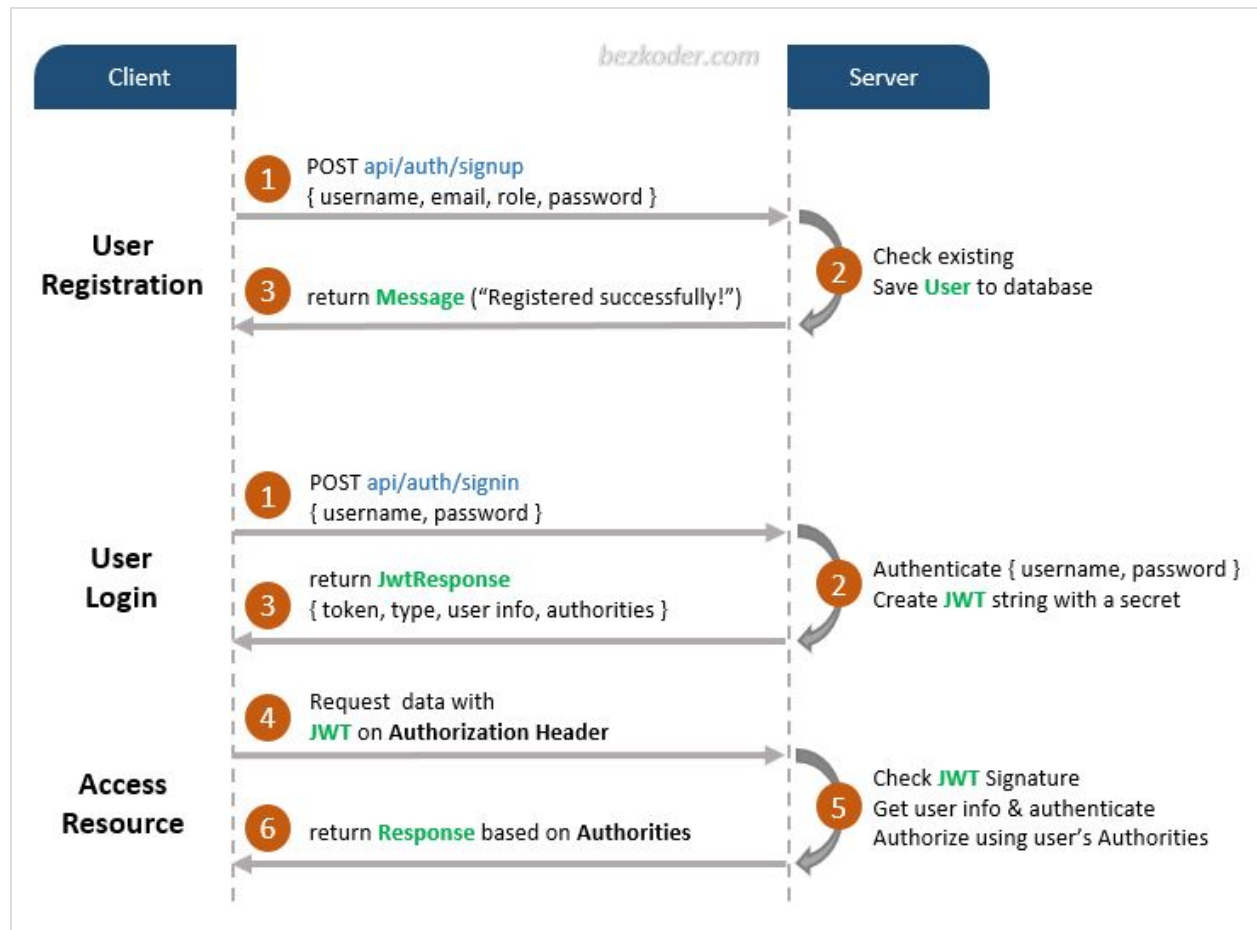 bezkoder.com
Client
Server
1
POST api/auth/signup
{ username, email, role, password }
User
Registration
2
Check existing
Save User to database
3
return Message (“Registered successfully!”)
1
POST api/auth/signin
{ username, password }
User
Login
2
Authenticate { username, password }
Create JWT string with a secret
3
return JwtResponse
{ token, type, user info, authorities }
4
Request  data with
JWT on Authorization Header
Access
Resource
5
Check JWT Signature
Get user info & authenticate
Authorize using user’s Authorities
6
return Response based on Authorities